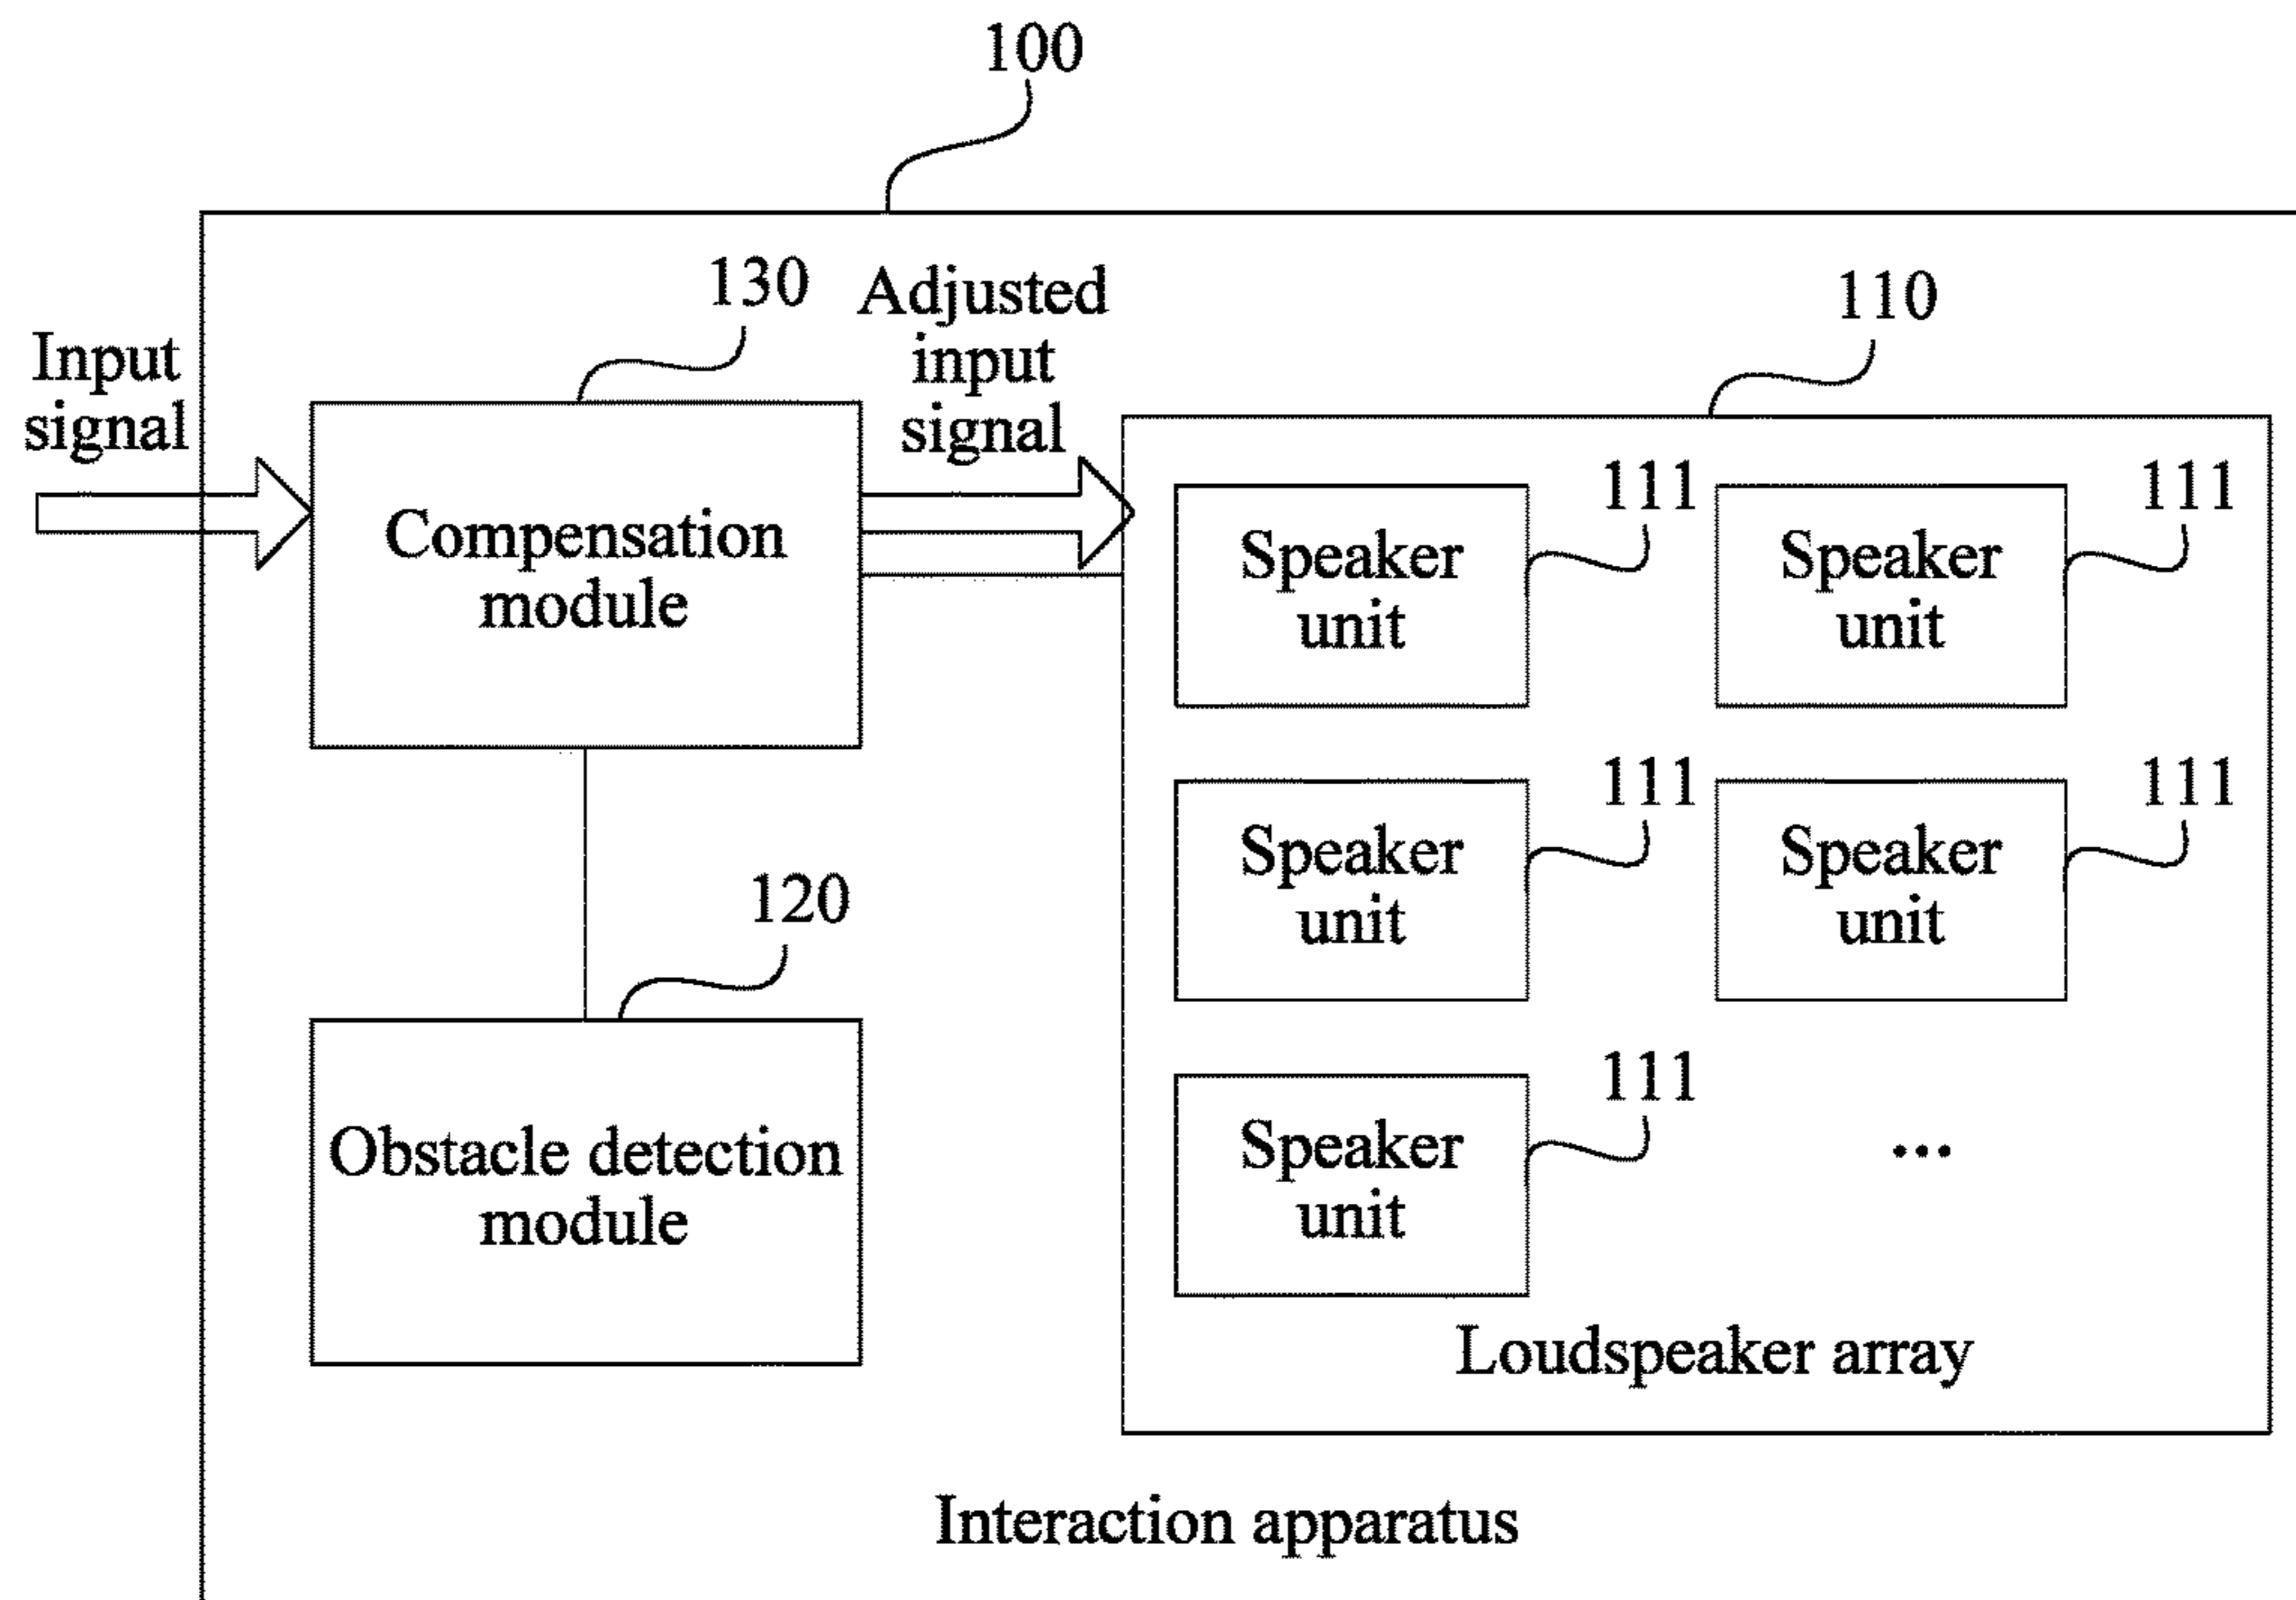 100
130
Adjusted
input
signal
110
Input
signal
Compensation
module
111
Speaker
unit
111
Speaker
unit
111
Speaker
unit
111
Speaker
unit
120
Obstacle detection
module
111
Speaker
unit
...
Loudspeaker array
Interaction apparatus